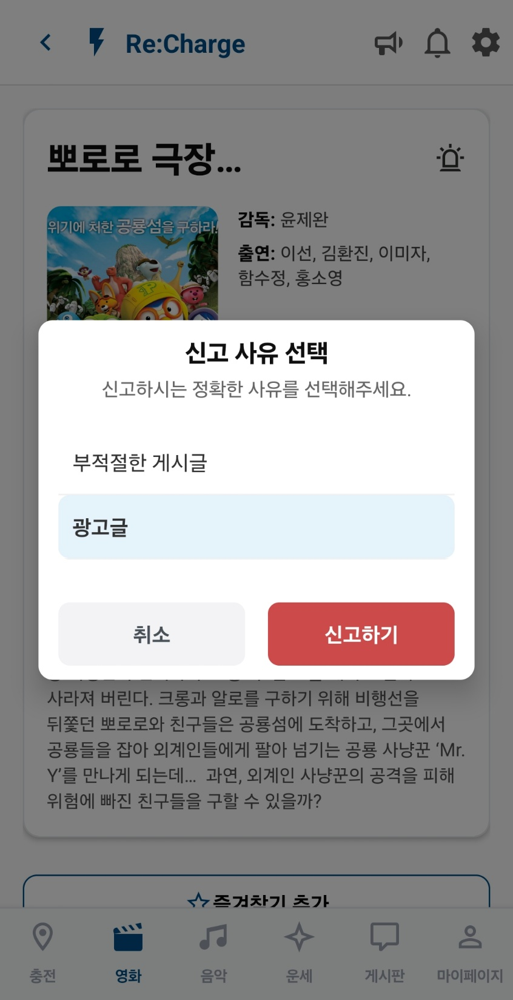 Re:Charge
뽀로로 극장...
위기에 처한 공룡섬을 구하라!
감독: 윤제완
출연: 이선, 김환진, 이미자,
함수정, 홍소영
신고 사유 선택
신고하시는 정확한 사유를 선택해주세요.
부적절한 게시글
광고글
취소
신고하기
사라져 버린다. 크롱과 알로를 구하기 위해 비행선을
뒤쫓던 뽀로로와 친구들은 공룡섬에 도착하고, 그곳에서
공룡들을 잡아 외계인들에게 팔아 넘기는 공룡 사냥꾼 ‘Mr.
Y’를 만나게 되는데... 과연, 외계인 사냥꾼의 공격을 피해
위험에 빠진 친구들을 구할 수 있을까?
즐겨찾기 추가
충전
영화
음악
운세
게시판
마이페이지